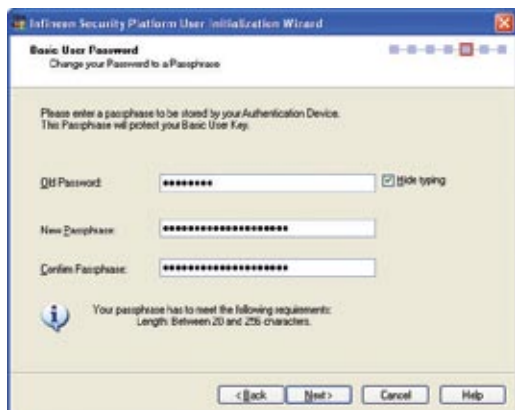 Infineon Security Platform User Initialization Wizard
Basic User Password
Change your Password to a Passphrase
Please enter a passphrase to be stored by your Authentication Device.
This Passphrase will protect your Basic User Key.
Old Password:
Hide typing
New Passphrase:
Confirm Passphrase:
Your passphrase has to meet the following requirements:
Length: Between 20 and 256 characters.
< Back
Next >
Cancel
Help